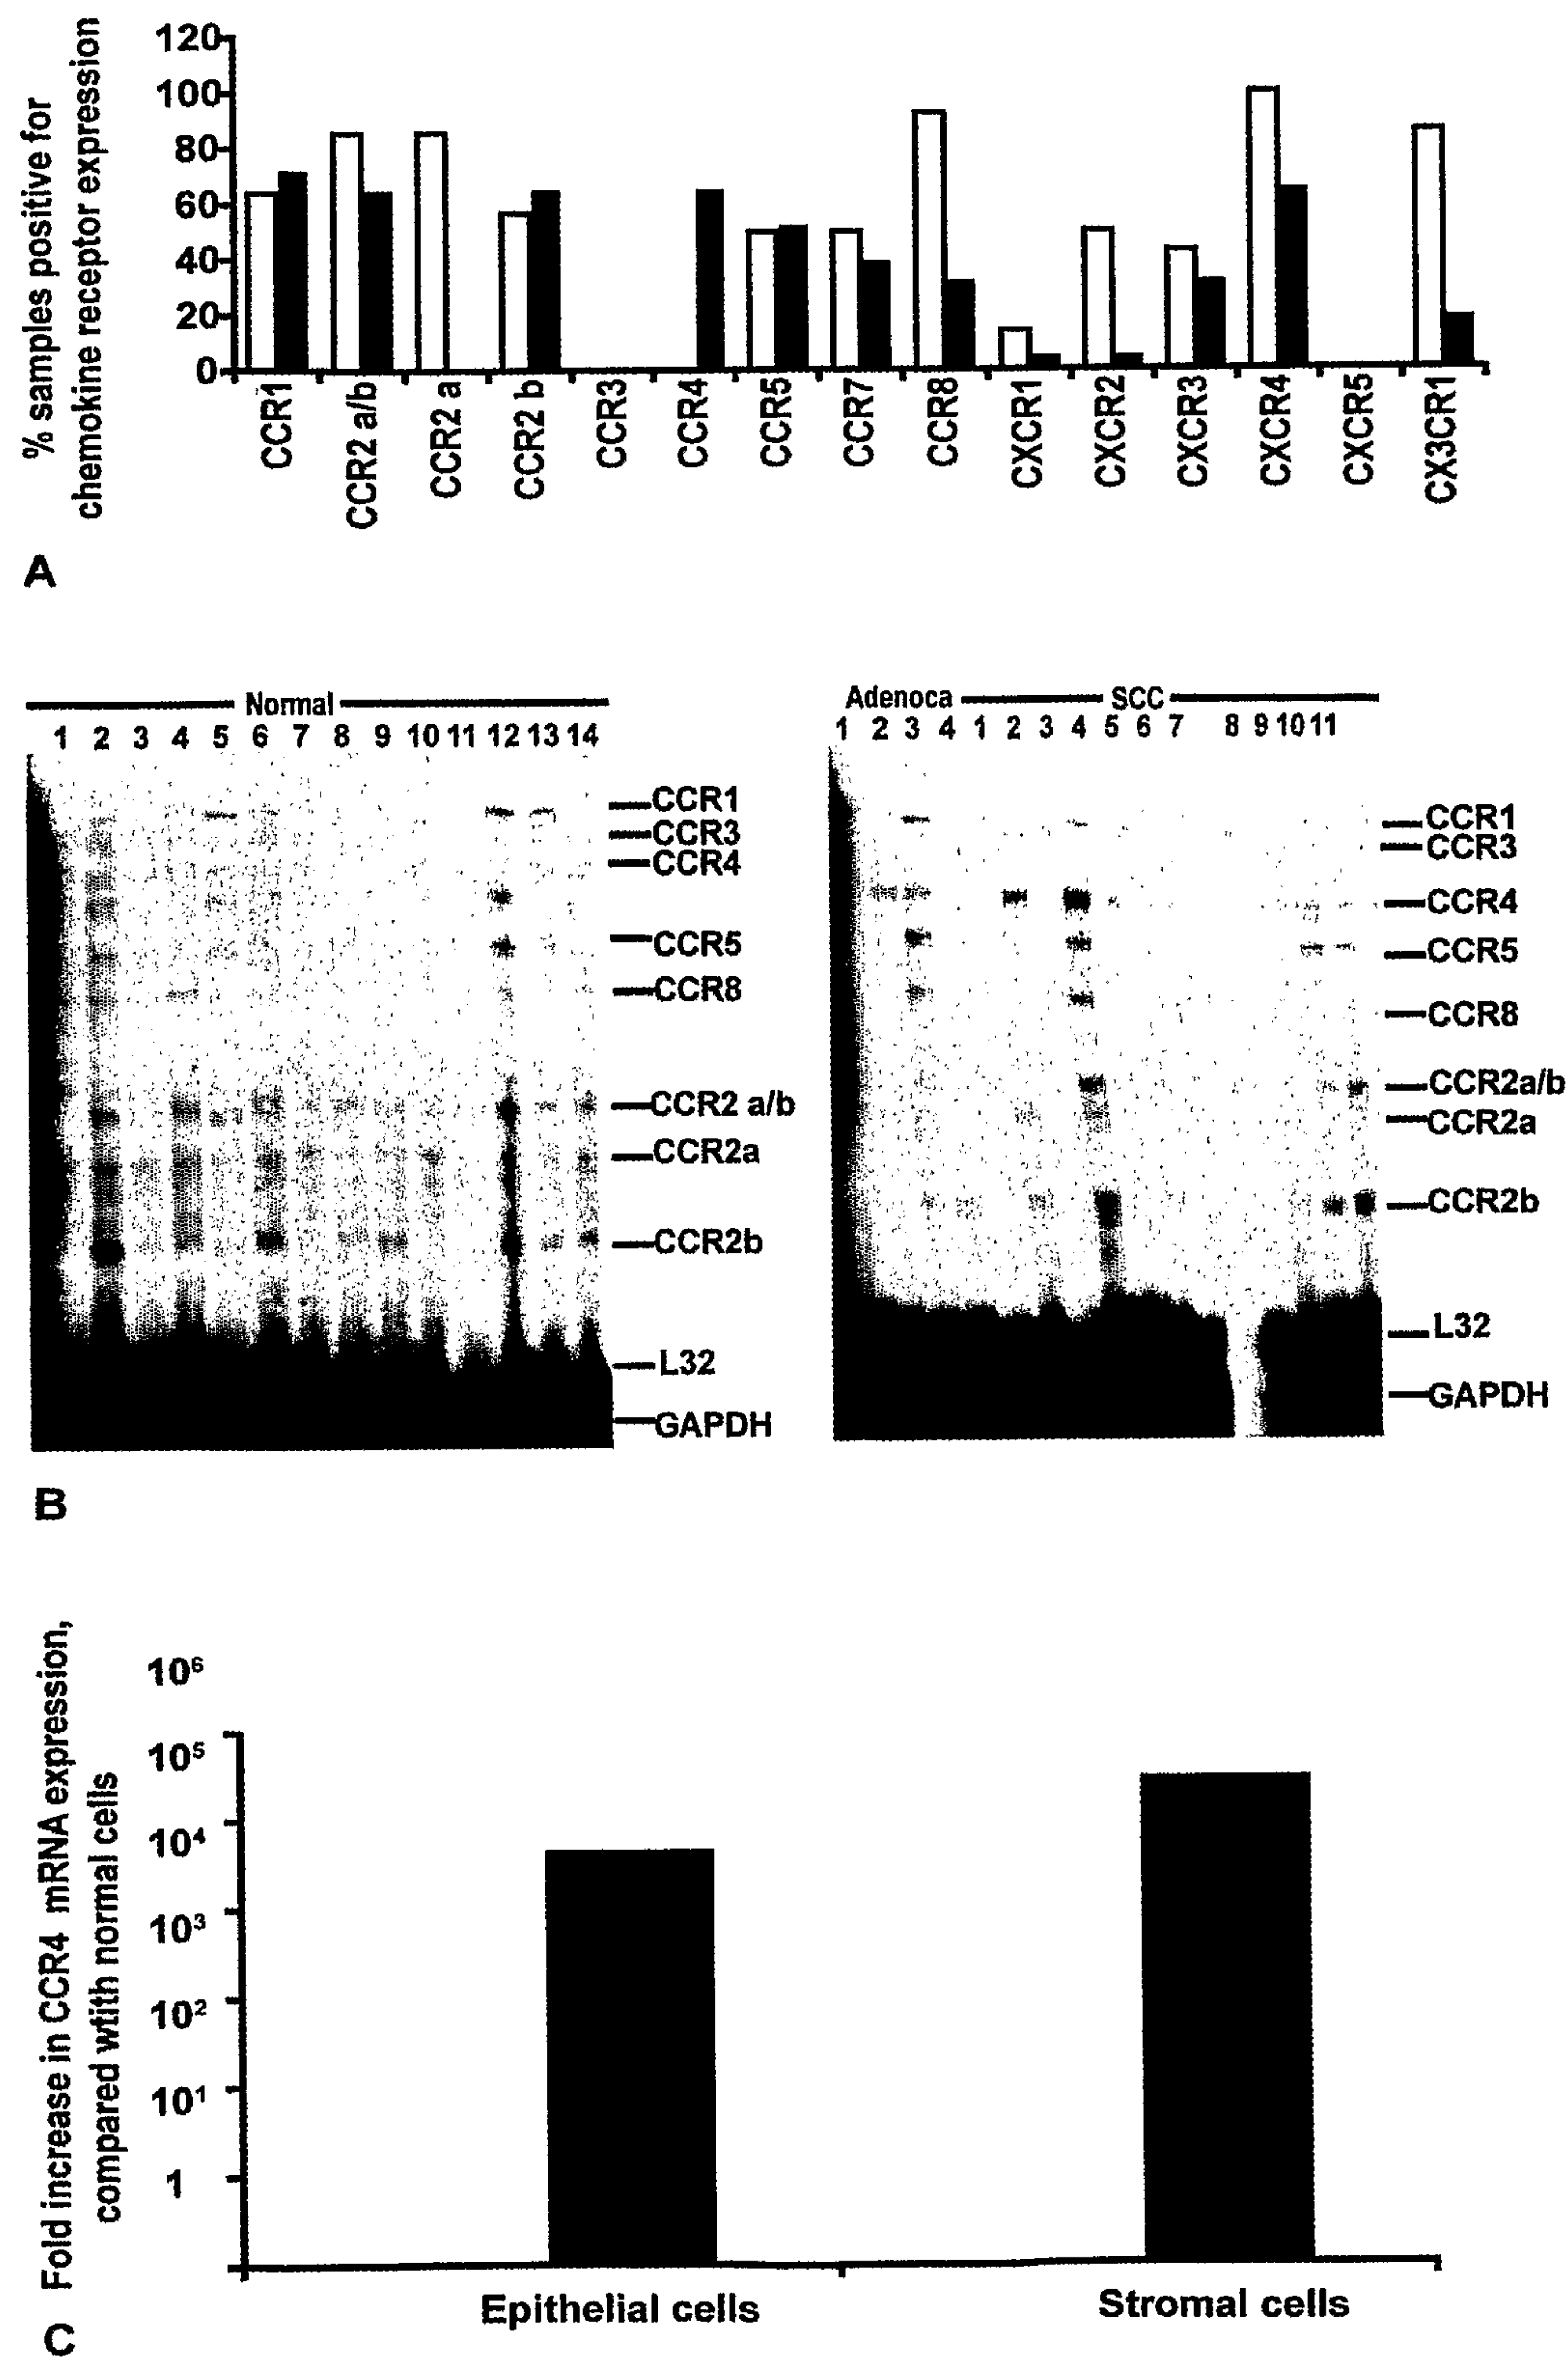 % samples positive for
chemokine receptor expression
120
100
80
60
40
20
0
CCR1
CCR2 a/b
CCR2 a
CCR2 b
CCR3
CCR4
CCR5
CCR7
CCR8
CXCR1
CXCR2
CXCR3
CXCR4
CXCR5
CX3CR1
A
Normal
1 2 3 4 5 6 7 8 9 10 11 12 13 14
CCR1
CCR3
CCR4
CCR5
CCR8
CCR2 a/b
CCR2a
CCR2b
L32
GAPDH
Adenoca SCC
1 2 3 4 1 2 3 4 5 6 7 8 9 10 11
CCR1
CCR3
CCR4
CCR5
CCR8
CCR2a/b
CCR2a
CCR2b
L32
GAPDH
B
Fold increase in CCR4 mRNA expression,
compared wtith normal cells
10⁶
10⁵
10⁴
10³
10²
10¹
1
Epithelial cells
Stromal cells
C